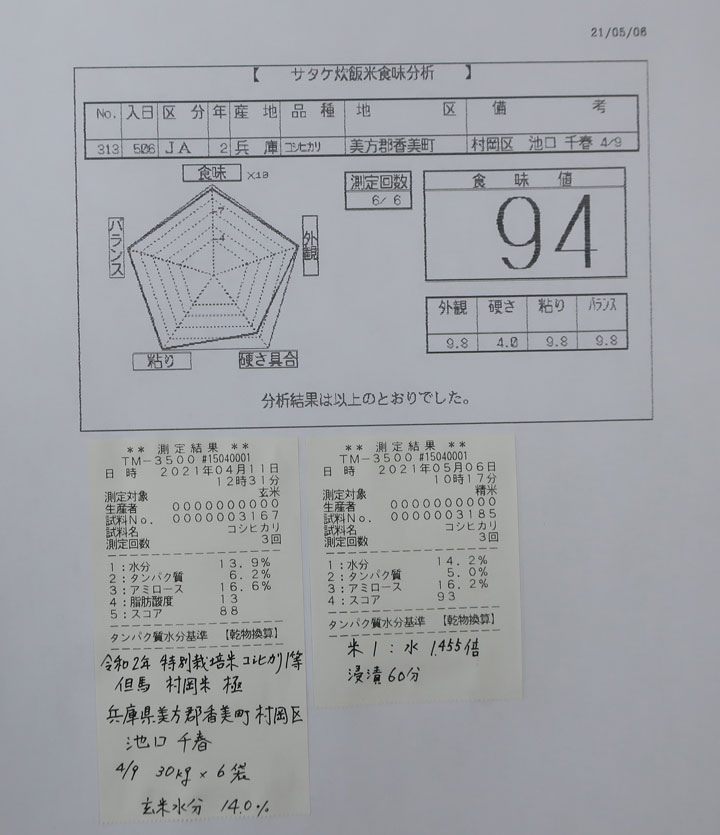 21/05/06
【 サタケ炊飯米食味分析 】
No. 入日 区分 年 産地 品種 地区 備考
313 506 JA 2 兵庫 コシヒカリ 美方郡香美町 村岡区 池口 千春 4/9
食味 ×10
7
4
外観
硬さ具合
粘り
バランス
測定回数
6/ 6
食味値
94
外観 硬さ 粘り バランス
9.8 4.0 9.8 9.8
分析結果は以上のとおりでした。
** 測定結果 **
TM-3500 #15040001
日 時 2021年04月11日
12時31分
測定対象 玄米
生産者 0000000000
試料No. 0000003167
試料名 コシヒカリ
測定回数 3回
1:水分 13.9%
2:タンパク質 6.2%
3:アミロース 16.6%
4:脂肪酸度 13
5:スコア 88
タンパク質水分基準 【乾物換算】
令和2年 特別栽培米コシヒカリ1等
但馬 村岡米 極
兵庫県美方郡香美町村岡区
池口 千春
4/9 30kg × 6袋
玄米水分 14.0%
** 測定結果 **
TM-3500 #15040001
日 時 2021年05月06日
10時17分
測定対象 精米
生産者 0000000000
試料No. 0000003185
試料名 コシヒカリ
測定回数 3回
1:水分 14.2%
2:タンパク質 5.0%
3:アミロース 16.2%
4:スコア 93
タンパク質水分基準 【乾物換算】
米1:水 1.455倍
浸漬60分